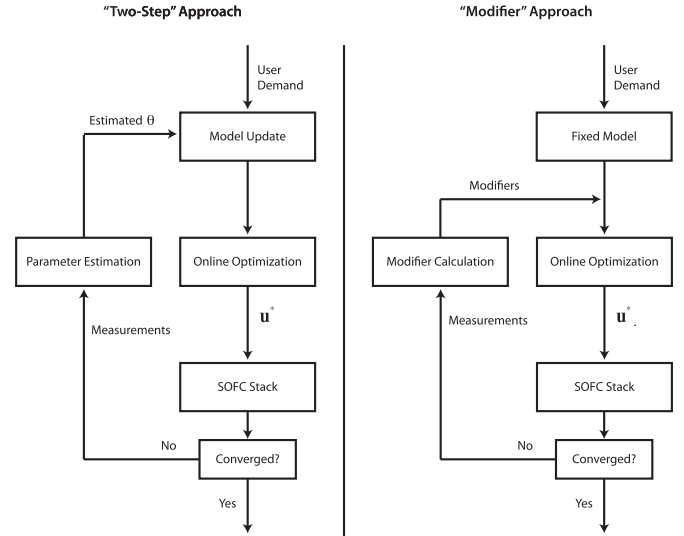 “Two-Step” Approach
User
Demand
Estimated θ
Model Update
Parameter Estimation
Online Optimization
u*
Measurements
SOFC Stack
No
Converged?
Yes
“Modifier” Approach
User
Demand
Fixed Model
Modifiers
Modifier Calculation
Online Optimization
u*.
Measurements
SOFC Stack
No
Converged?
Yes